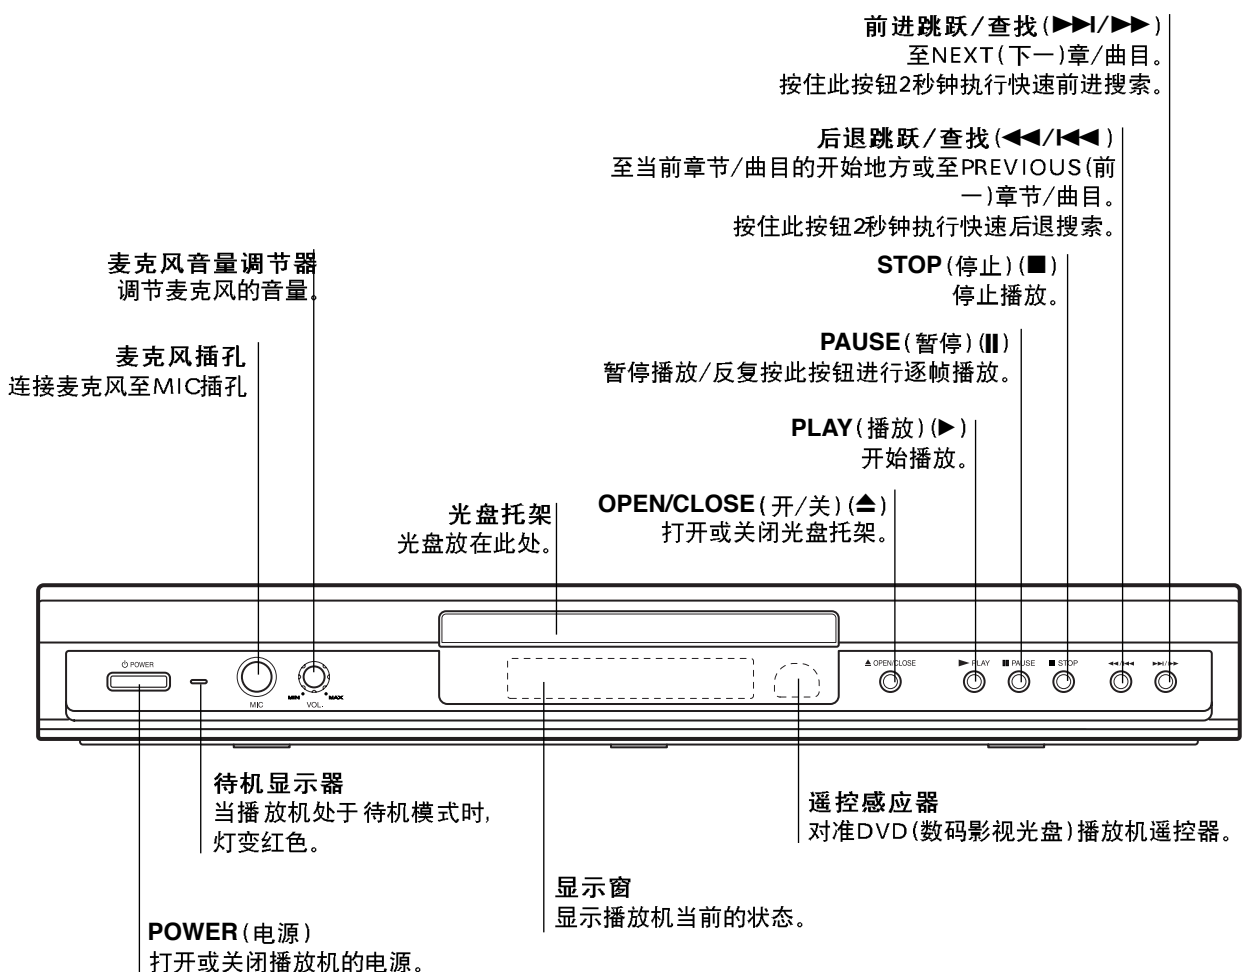 前进跳跃/查找(▶▶I/▶▶)
至NEXT(下一)章/曲目。
按住此按钮2秒钟执行快速前进搜索。
后退跳跃/查找(◀◀/I◀◀)
至当前章节/曲目的开始地方或至PREVIOUS(前
一)章节/曲目。
按住此按钮2秒钟执行快速后退搜索。
麦克风音量调节器
调节麦克风的音量。
STOP(停止)(■)
停止播放。
麦克风插孔
连接麦克风至MIC插孔
PAUSE(暂停)(II)
暂停播放/反复按此按钮进行逐帧播放。
PLAY(播放)(▶)
开始播放。
光盘托架
光盘放在此处。
OPEN/CLOSE(开/关)(⏏)
打开或关闭光盘托架。
⏻ POWER
MIC
MIN MAX
VOL.
⏏ OPEN/CLOSE
▶ PLAY
II PAUSE
■ STOP
◀◀/I◀◀
▶▶I/▶▶
待机显示器
当播放机处于待机模式时,
灯变红色。
遥控感应器
对准DVD(数码影视光盘)播放机遥控器。
显示窗
显示播放机当前的状态。
POWER(电源)
打开或关闭播放机的电源。